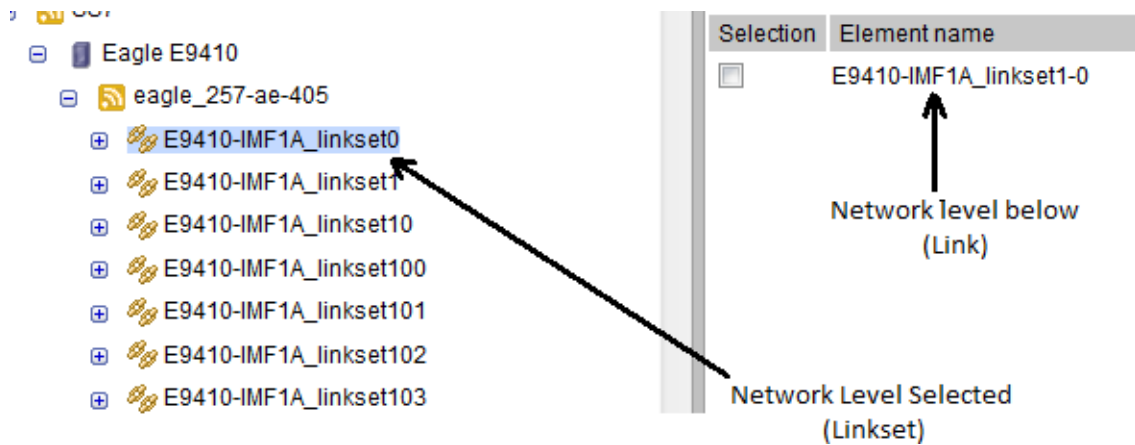 Eagle E9410
eagle_257-ae-405
E9410-IMF1A_linkset0
E9410-IMF1A_linkset1
E9410-IMF1A_linkset10
E9410-IMF1A_linkset100
E9410-IMF1A_linkset101
E9410-IMF1A_linkset102
E9410-IMF1A_linkset103
Selection Element name
E9410-IMF1A_linkset1-0
Network level below
(Link)
Network Level Selected
(Linkset)